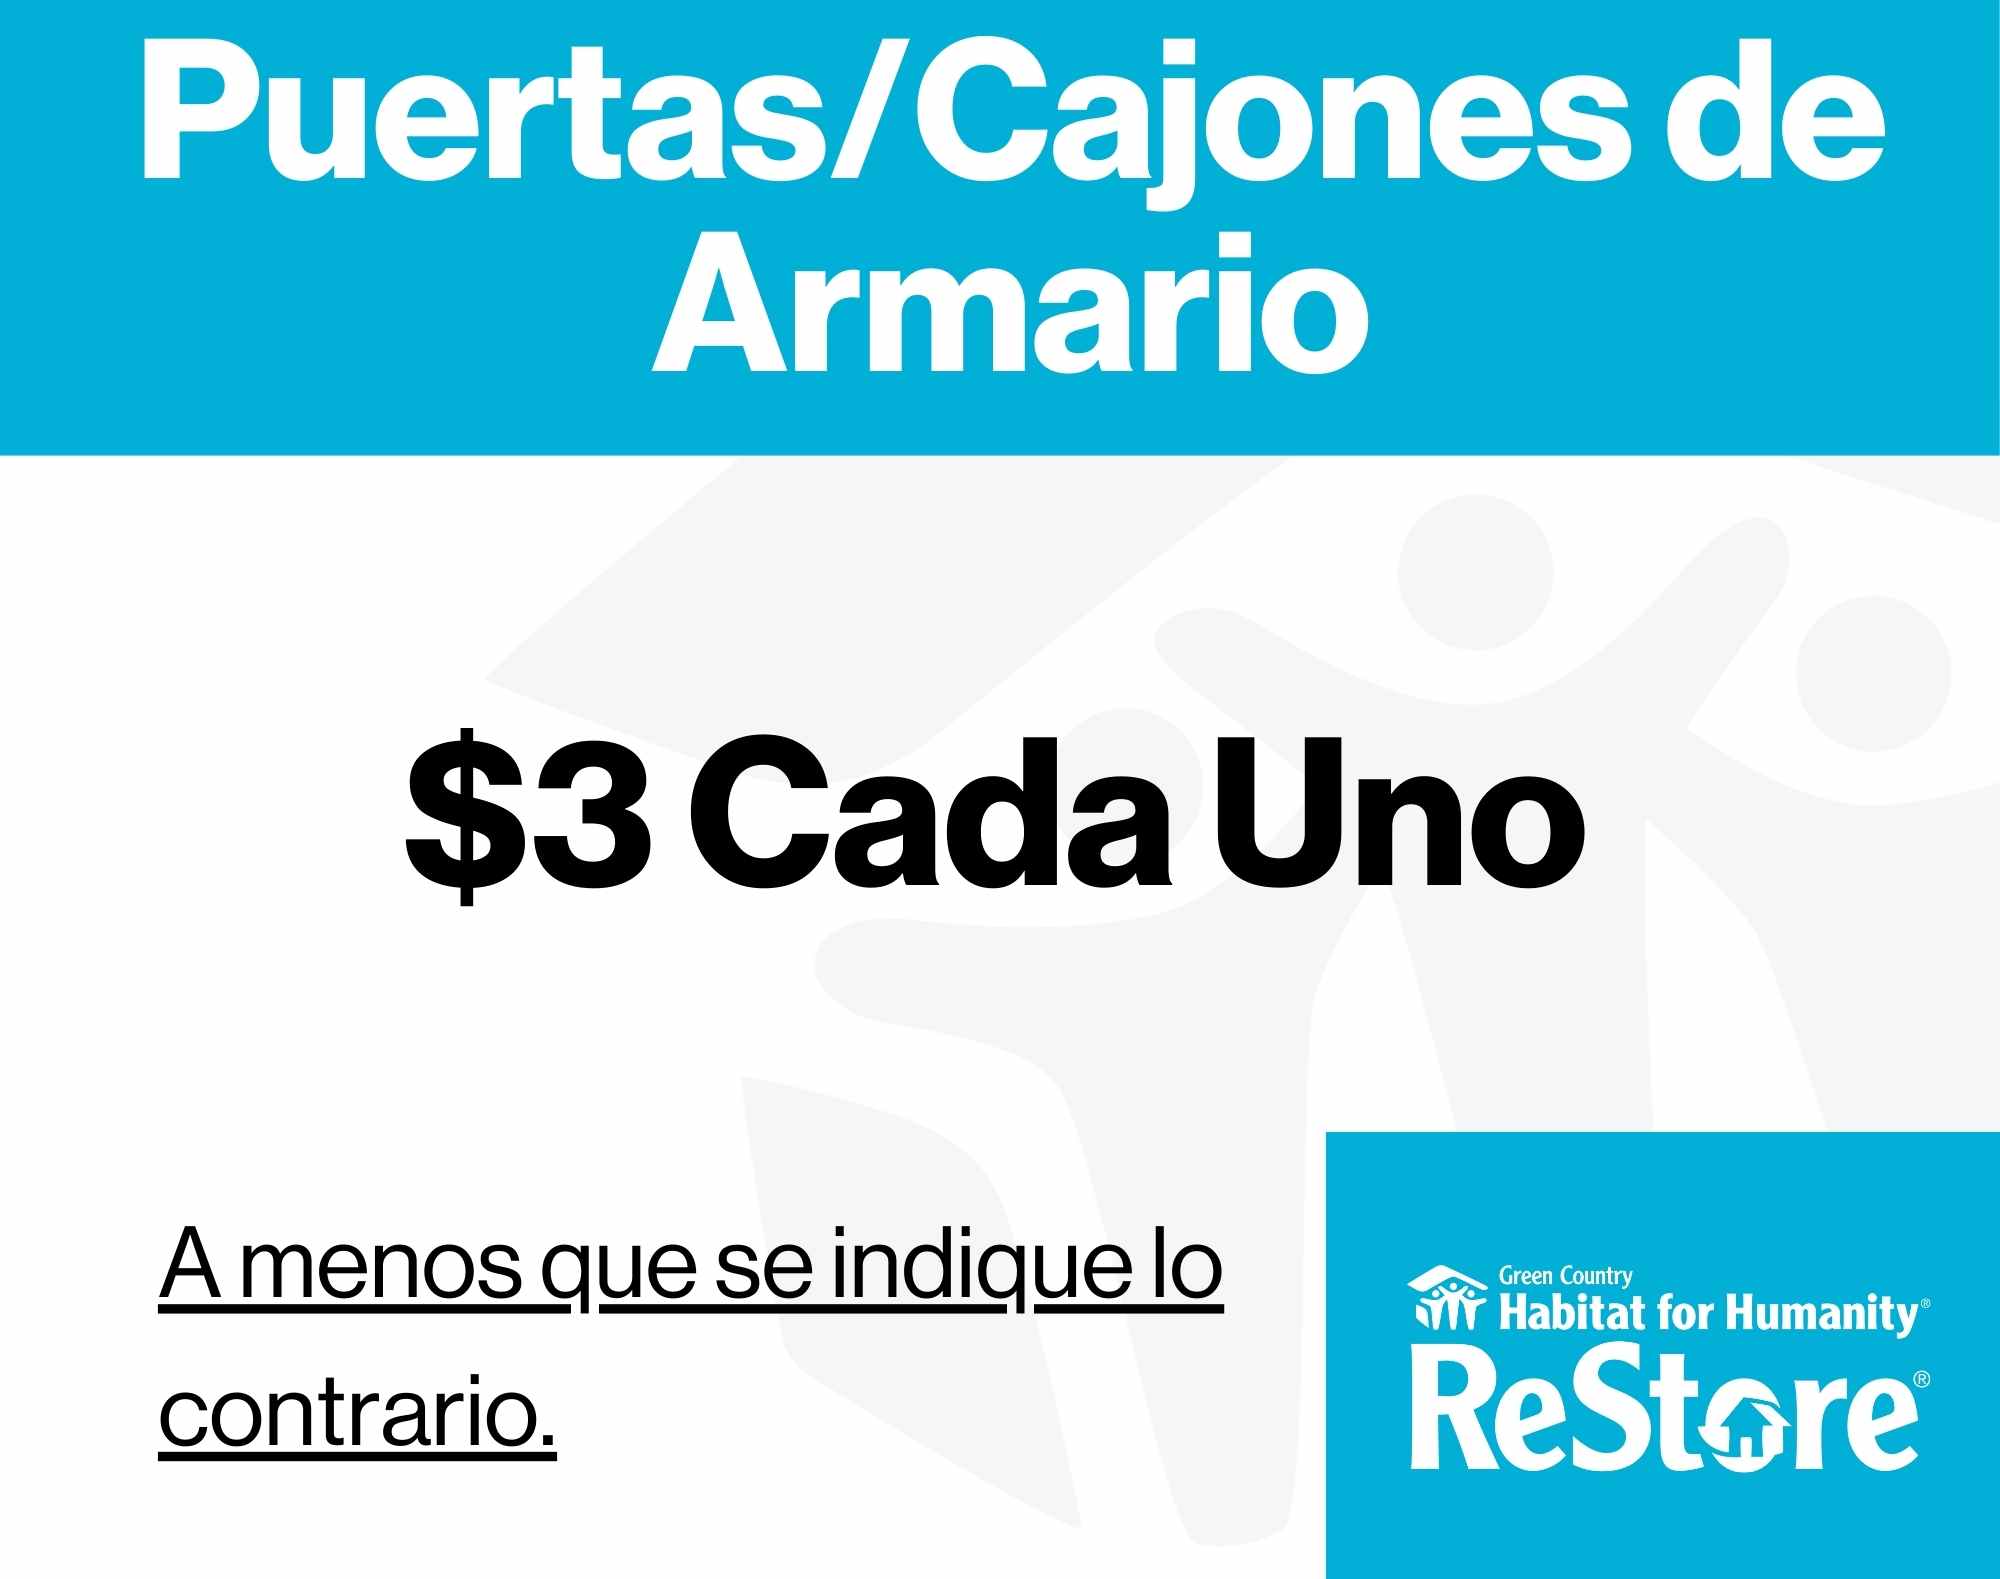 Puertas/Cajones de
Armario
$3 Cada Uno
A menos que se indique lo
contrario.
Green Country
Habitat for Humanity®
ReStore®